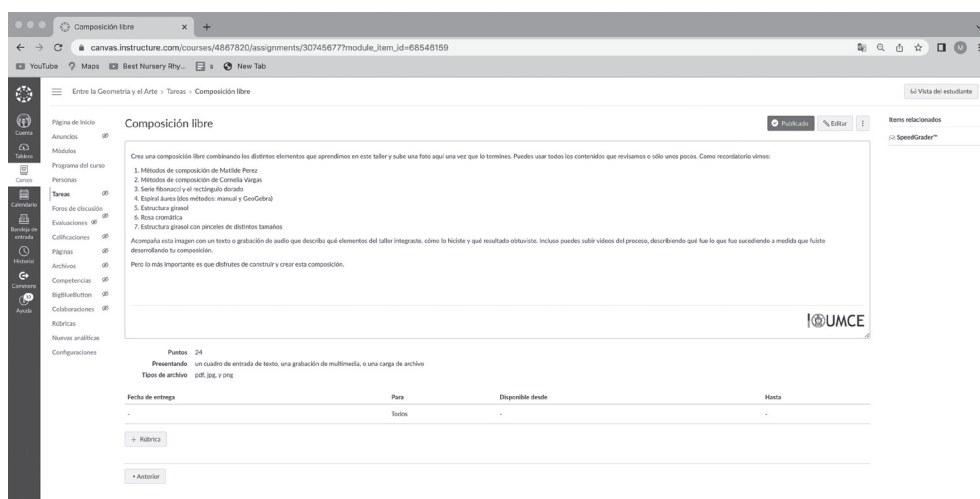 Composición libre
canvas.instructure.com/courses/4867820/assignments/30745677?module_item_id=68546159
YouTube
Maps
Best Nursery Rhy...
s
New Tab
M
Entre la Geometría y el Arte > Tareas > Composición libre
Vista del estudiante
Cuenta
Tablero
Cursos
Calendario
Bandeja de
entrada
Historial
Commons
10
Ayuda
Página de Inicio
Anuncios
Módulos
Programa del curso
Personas
Tareas
Foros de discusión
Evaluaciones
Calificaciones
Páginas
Archivos
Competencias
BigBlueButton
Colaboraciones
Rúbricas
Nuevas analíticas
Configuraciones
Composición libre
Publicado
Editar
Crea una composición libre combinando los distintos elementos que aprendimos en este taller y sube una foto aquí una vez que lo termines. Puedes usar todos los contenidos que revisamos o sólo unos pocos. Como recordatorio vimos:
1. Métodos de composición de Matilde Perez
2. Métodos de composición de Cornelia Vargas
3. Serie fibonacci y el rectángulo dorado
4. Espiral áurea (dos métodos: manual y GeoGebra)
5. Estructura girasol
6. Rosa cromática
7. Estructura girasol con pinceles de distintos tamaños
Acompaña esta imagen con un texto o grabación de audio que describa qué elementos del taller integraste, cómo lo hiciste y qué resultado obtuviste. Incluso puedes subir videos del proceso, describiendo qué fue lo que fue sucediendo a medida que fuiste
desarrollando tu composición.
Pero lo más importante es que disfrutes de construir y crear esta composición.
UMCE
Puntos 24
Presentando un cuadro de entrada de texto, una grabación de multimedia, o una carga de archivo
Tipos de archivo pdf, jpg, y png
Fecha de entrega Para Disponible desde Hasta
- Todos - -
+ Rúbrica
Anterior
Items relacionados
SpeedGrader™